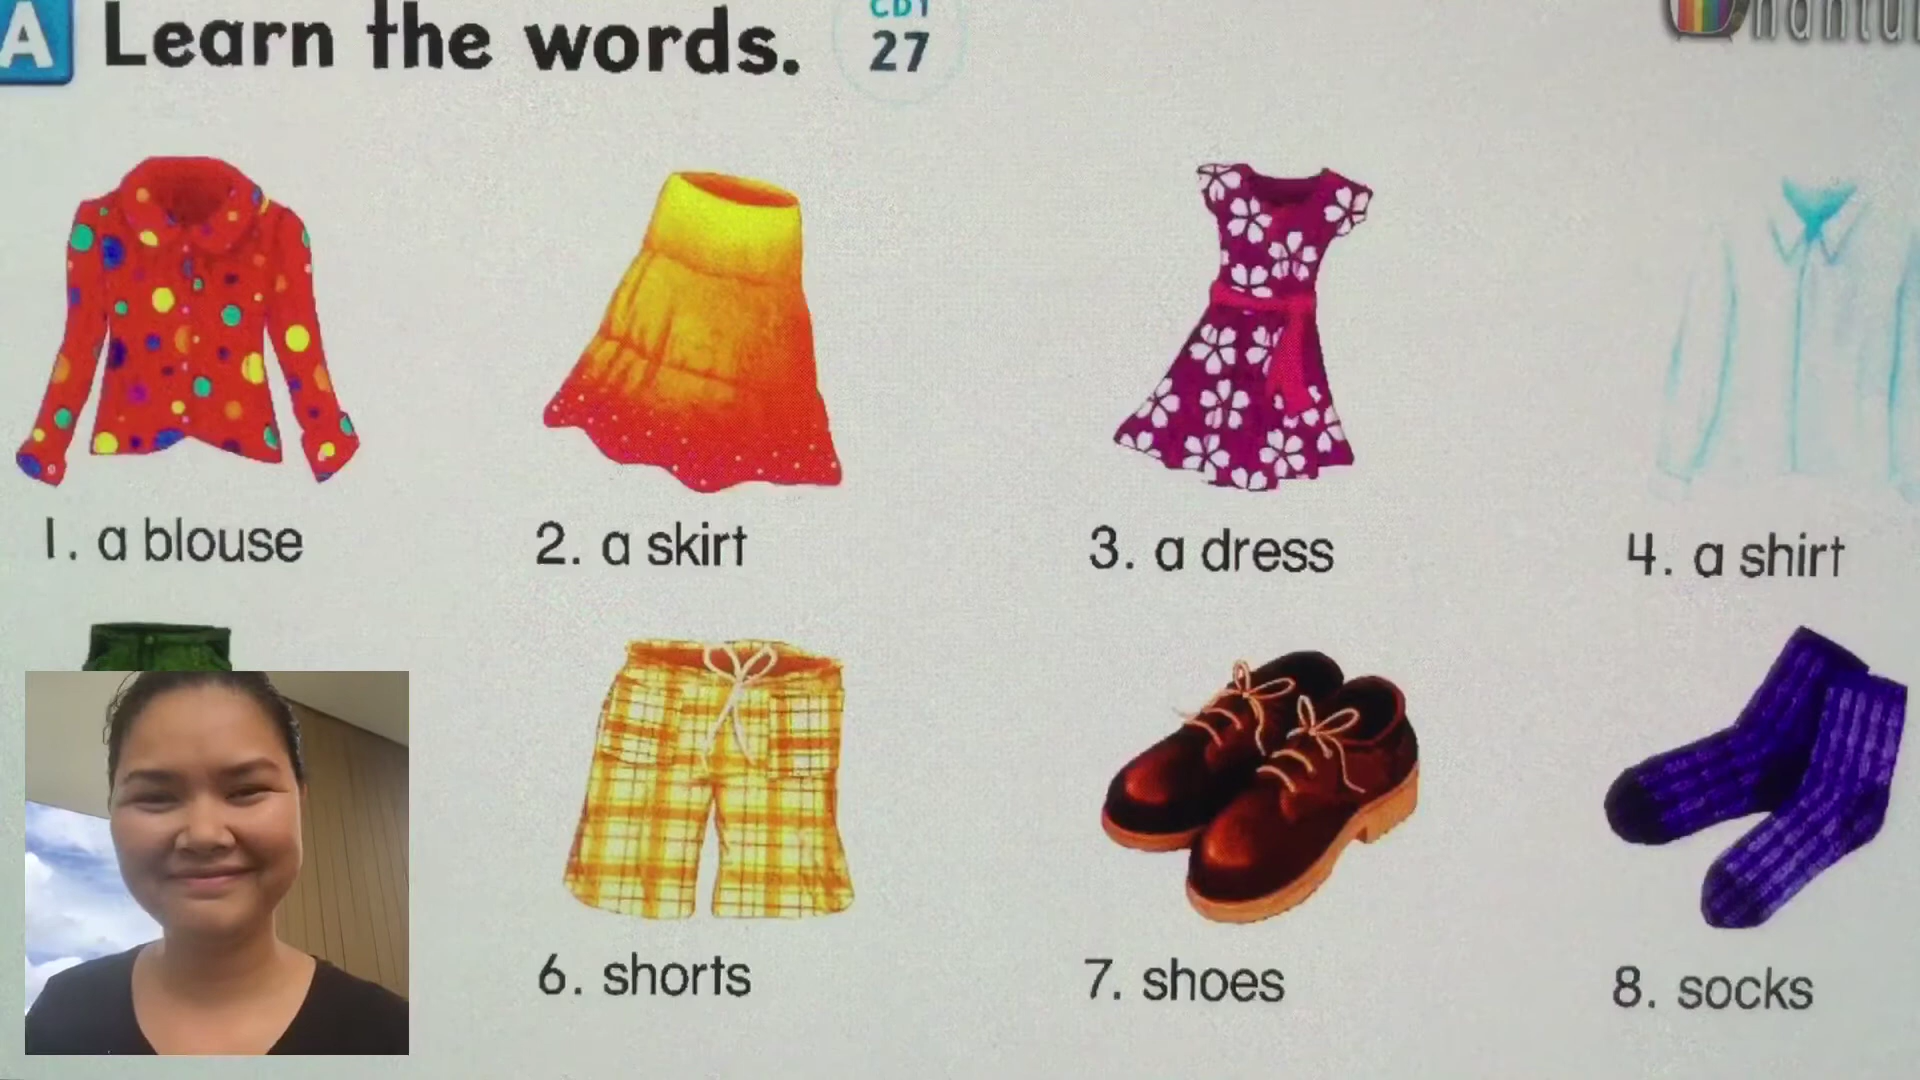 A Learn the words. CD1
27
1. a blouse
2. a skirt
3. a dress
4. a shirt
6. shorts
7. shoes
8. socks